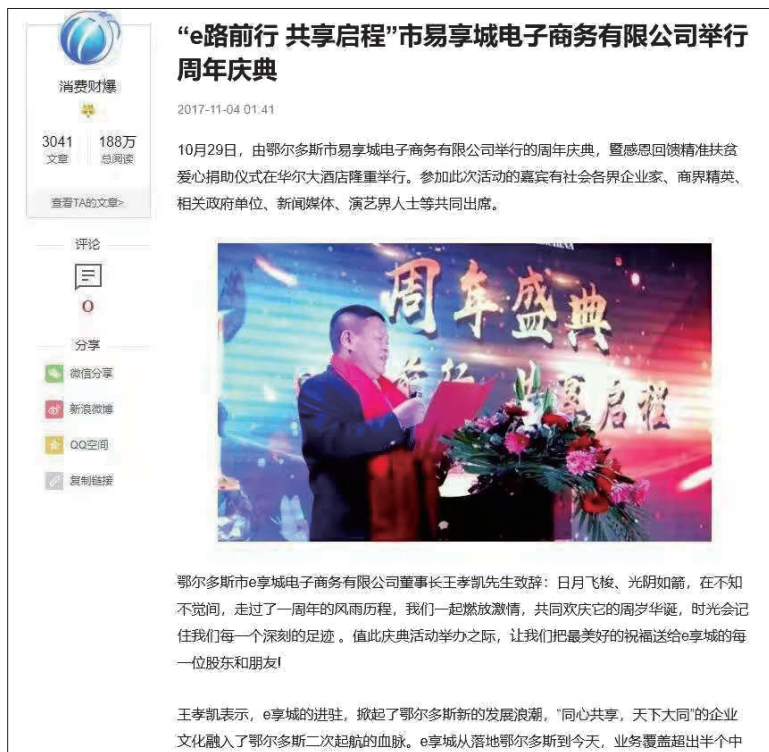 “e路前行 共享启程”市易享城电子商务有限公司举行
周年庆典
消费财爆
2017-11-04 01:41
3041
文章
188万
总阅读
查看TA的文章>
评论
0
分享
微信分享
新浪微博
QQ空间
复制链接
10月29日，由鄂尔多斯市易享城电子商务有限公司举行的周年庆典，暨感恩回馈精准扶贫
爱心捐助仪式在华尔大酒店隆重举行。参加此次活动的嘉宾有社会各界企业家、商界精英、
相关政府单位、新闻媒体、演艺界人士等共同出席。
周年盛典
前行 共享启程
鄂尔多斯市e享城电子商务有限公司董事长王孝凯先生致辞：日月飞梭、光阴如箭，在不知
不觉间，走过了一周年的风雨历程，我们一起燃放激情，共同欢庆它的周岁华诞，时光会记
住我们每一个深刻的足迹 。值此庆典活动举办之际，让我们把最美好的祝福送给e享城的每
一位股东和朋友!
王孝凯表示，e享城的进驻，掀起了鄂尔多斯新的发展浪潮，“同心共享，天下大同”的企业
文化融入了鄂尔多斯二次起航的血脉。e享城从落地鄂尔多斯到今天，业务覆盖超出半个中